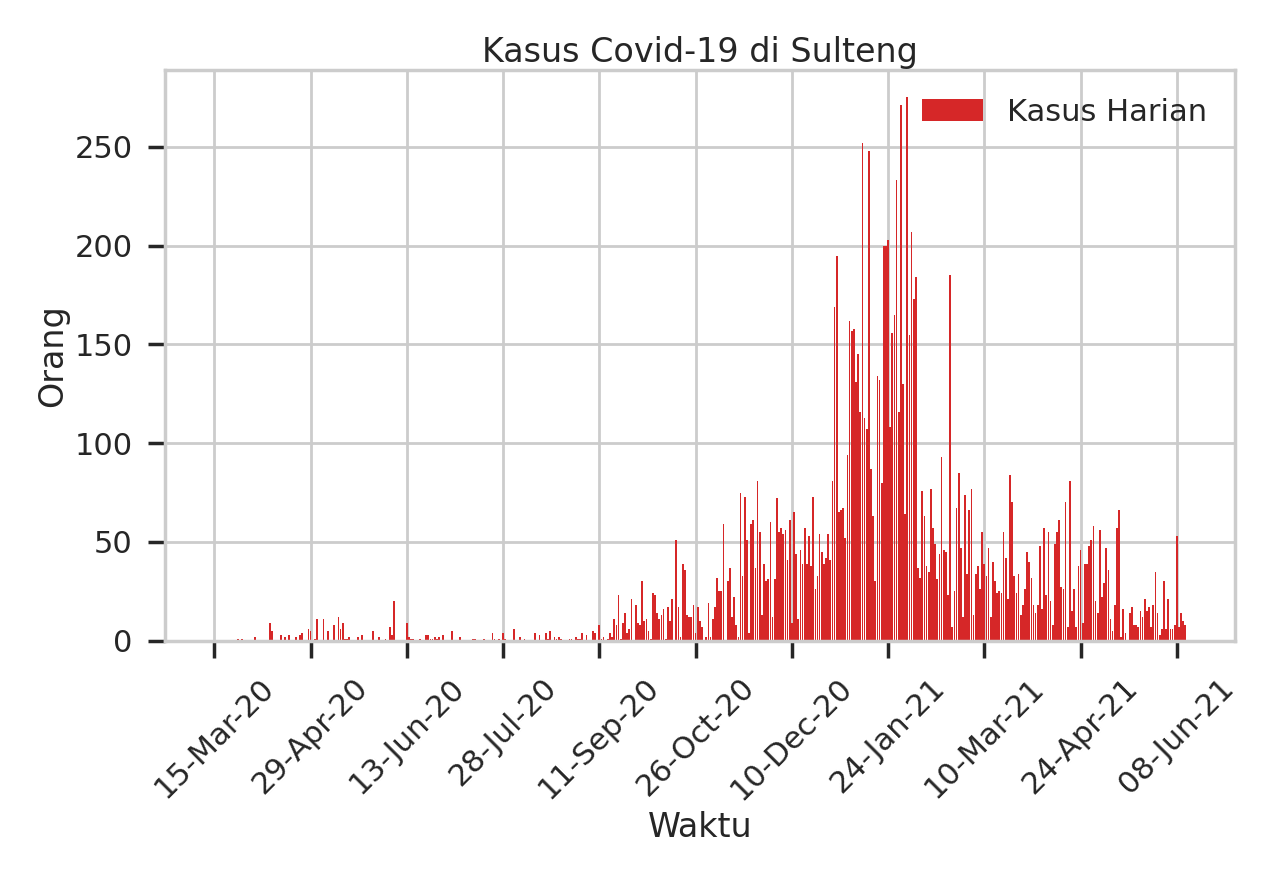 Kasus Covid-19 di Sulteng
Kasus Harian
Orang
250
200
150
100
50
0
15-Mar-20
29-Apr-20
13-Jun-20
28-Jul-20
11-Sep-20
26-Oct-20
10-Dec-20
24-Jan-21
10-Mar-21
24-Apr-21
08-Jun-21
Waktu